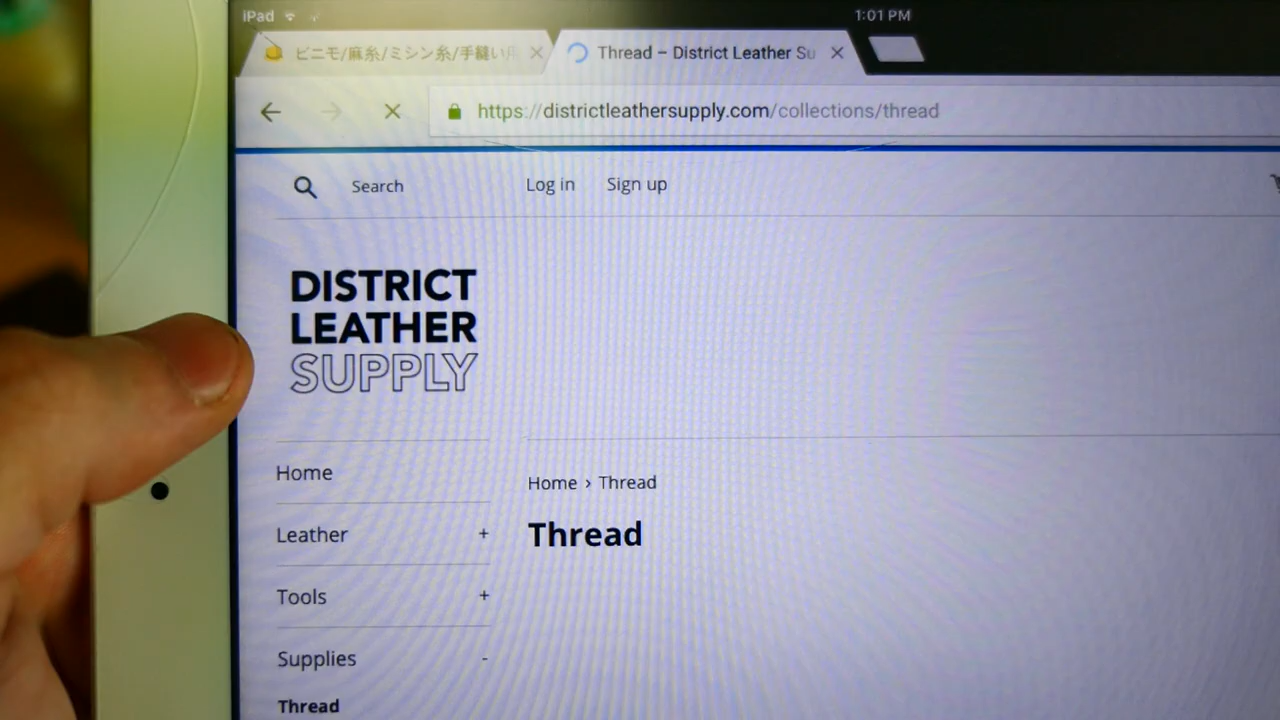 iPad
1:01 PM
ビニモ/麻糸/ミシン糸/手縫い用
Thread – District Leather Su
https://districtleathersupply.com/collections/thread
Search
Log in
Sign up
DISTRICT
LEATHER
SUPPLY
Home
Leather +
Tools +
Supplies -
Thread
Home › Thread
Thread